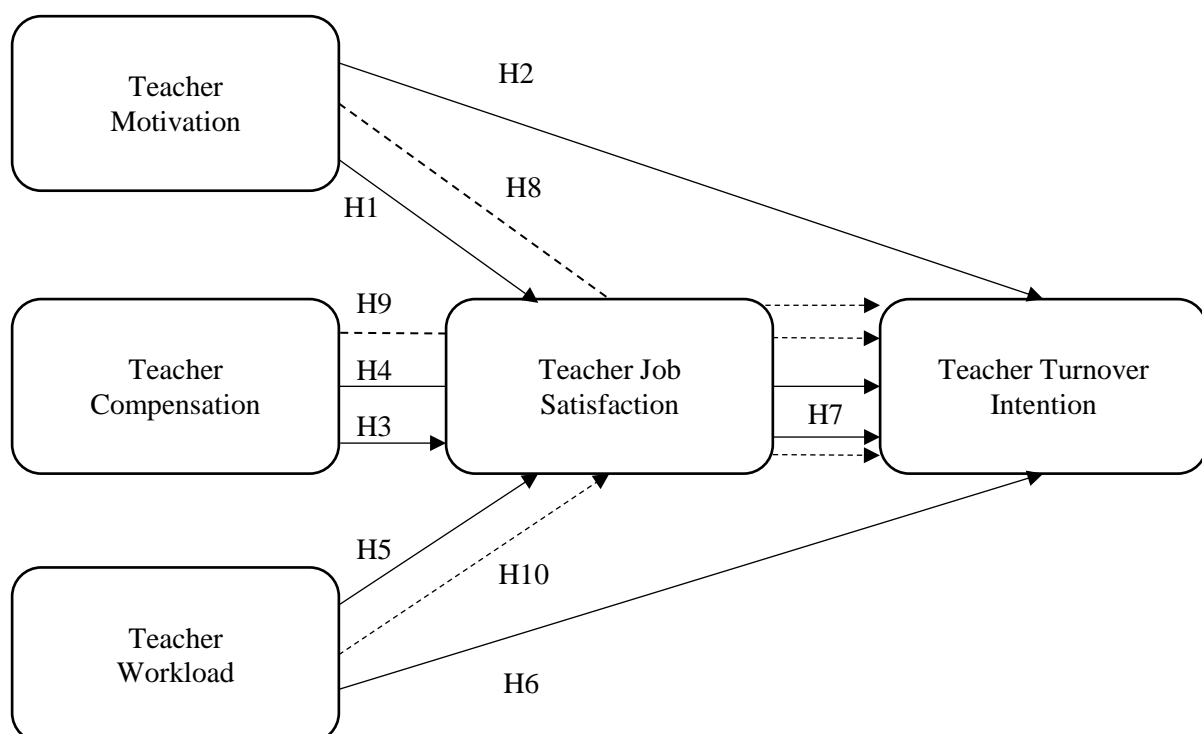 Teacher
Motivation
H2
H8
H1
Teacher
Compensation
H9
H4
H3
Teacher Job
Satisfaction
H7
Teacher Turnover
Intention
H5
H10
Teacher
Workload
H6